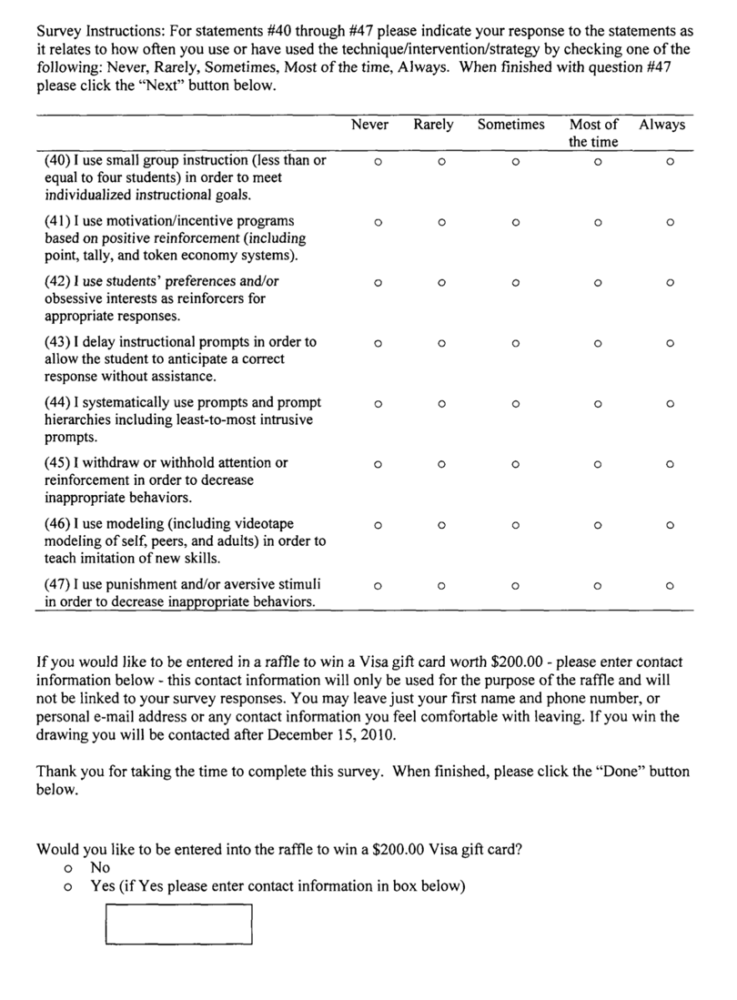 Survey Instructions: For statements #40 through #47 please indicate your response to the statements as
it relates to how often you use or have used the technique/intervention/strategy by checking one of the
following: Never, Rarely, Sometimes, Most of the time, Always. When finished with question #47
please click the “Next” button below.
Never Rarely Sometimes Most of Always
the time
(40) I use small group instruction (less than or
equal to four students) in order to meet
individualized instructional goals.
(41) I use motivation/incentive programs
based on positive reinforcement (including
point, tally, and token economy systems).
(42) I use students’ preferences and/or
obsessive interests as reinforcers for
appropriate responses.
(43) I delay instructional prompts in order to
allow the student to anticipate a correct
response without assistance.
(44) I systematically use prompts and prompt
hierarchies including least-to-most intrusive
prompts.
(45) I withdraw or withhold attention or
reinforcement in order to decrease
inappropriate behaviors.
(46) I use modeling (including videotape
modeling of self, peers, and adults) in order to
teach imitation of new skills.
(47) I use punishment and/or aversive stimuli
in order to decrease inappropriate behaviors.
If you would like to be entered in a raffle to win a Visa gift card worth $200.00 - please enter contact
information below - this contact information will only be used for the purpose of the raffle and will
not be linked to your survey responses. You may leave just your first name and phone number, or
personal e-mail address or any contact information you feel comfortable with leaving. If you win the
drawing you will be contacted after December 15, 2010.
Thank you for taking the time to complete this survey. When finished, please click the “Done” button
below.
Would you like to be entered into the raffle to win a $200.00 Visa gift card?
o No
o Yes (if Yes please enter contact information in box below)